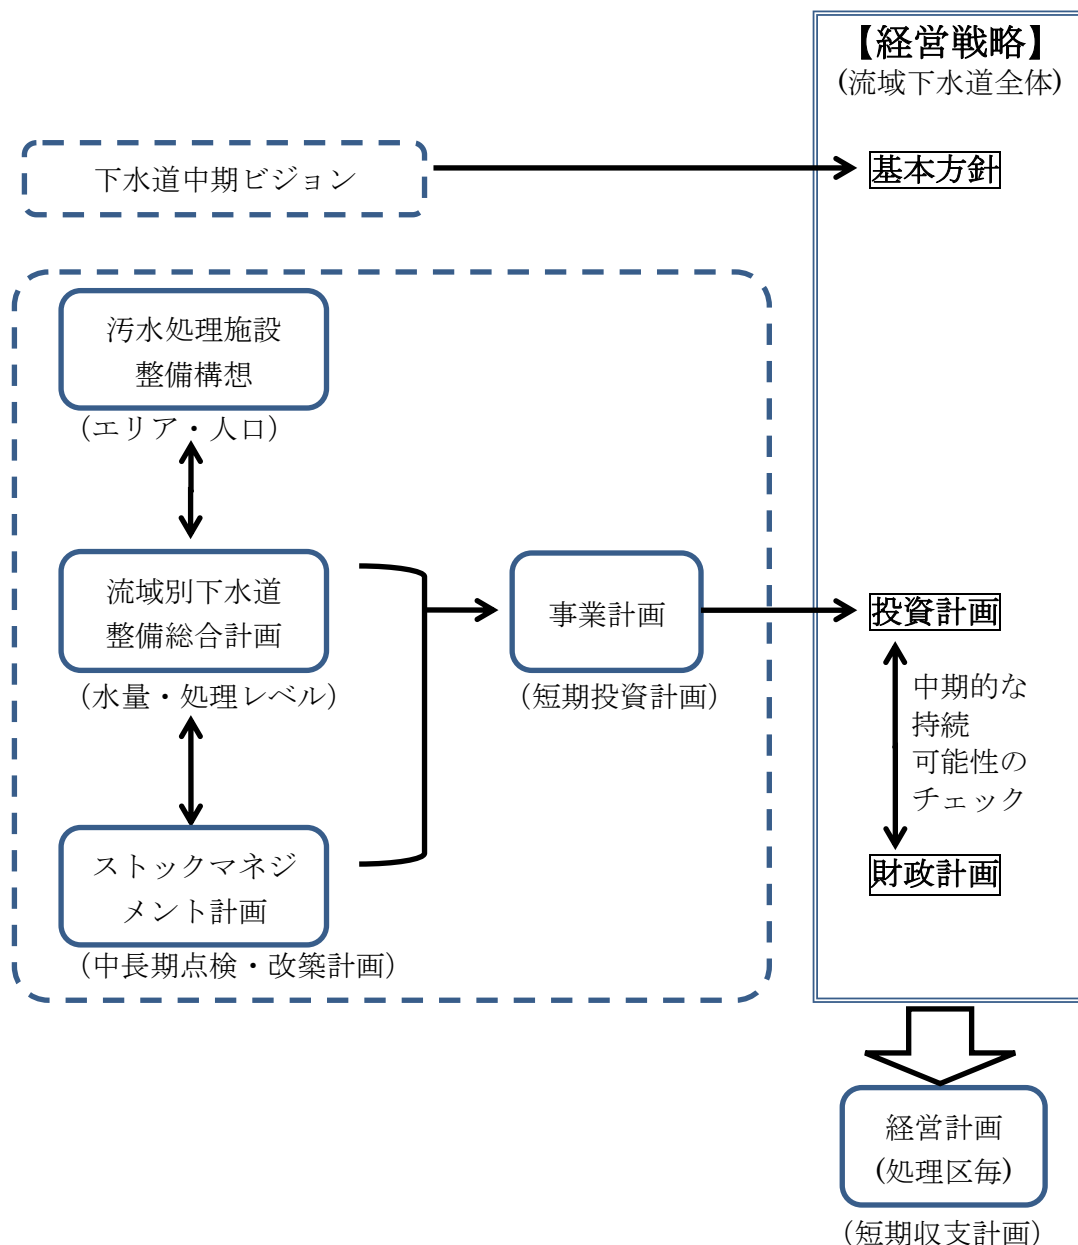 【経営戦略】
(流域下水道全体)
下水道中期ビジョン
基本方針
汚水処理施設
整備構想
（エリア・人口）
流域別下水道
整備総合計画
（水量・処理レベル）
事業計画
（短期投資計画）
投資計画
中期的な
持続
可能性の
チェック
ストックマネジ
メント計画
（中長期点検・改築計画）
財政計画
経営計画
(処理区毎)
（短期収支計画）